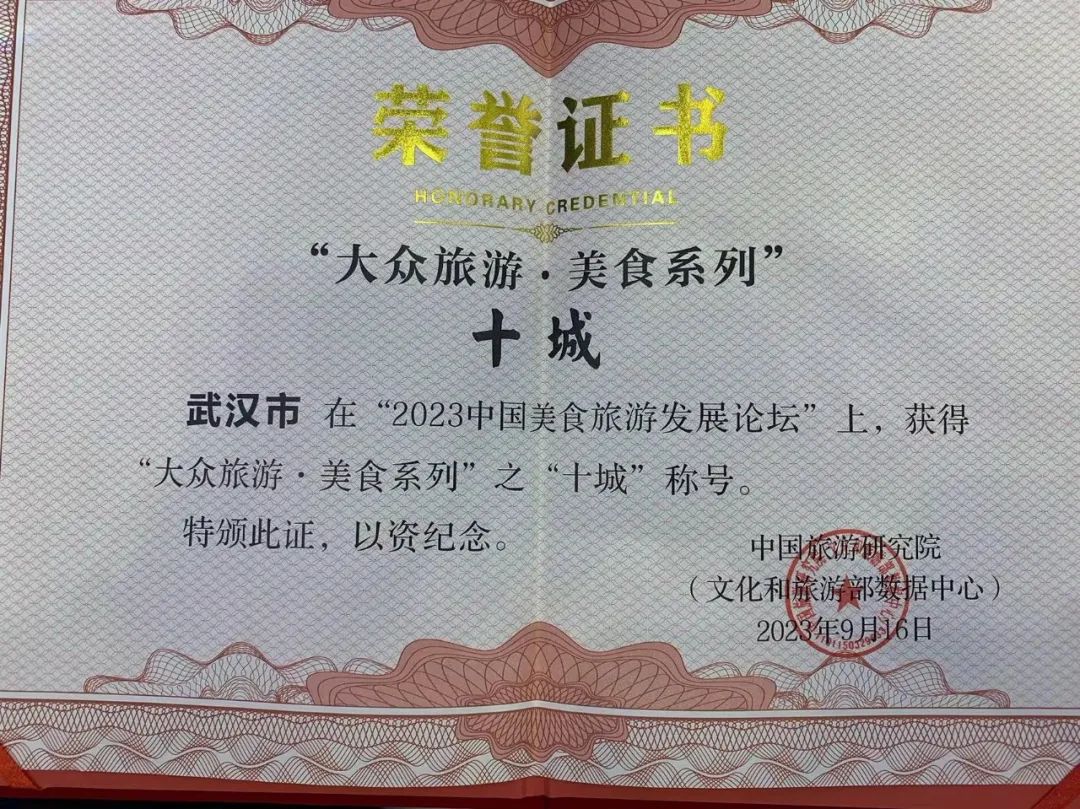 荣誉证书
HONORARY CREDENTIAL
“大众旅游·美食系列”
十城
武汉市 在“2023中国美食旅游发展论坛”上，获得
“大众旅游·美食系列”之“十城”称号。
特颁此证，以资纪念。
中国旅游研究院
（文化和旅游部数据中心）
2023年9月16日